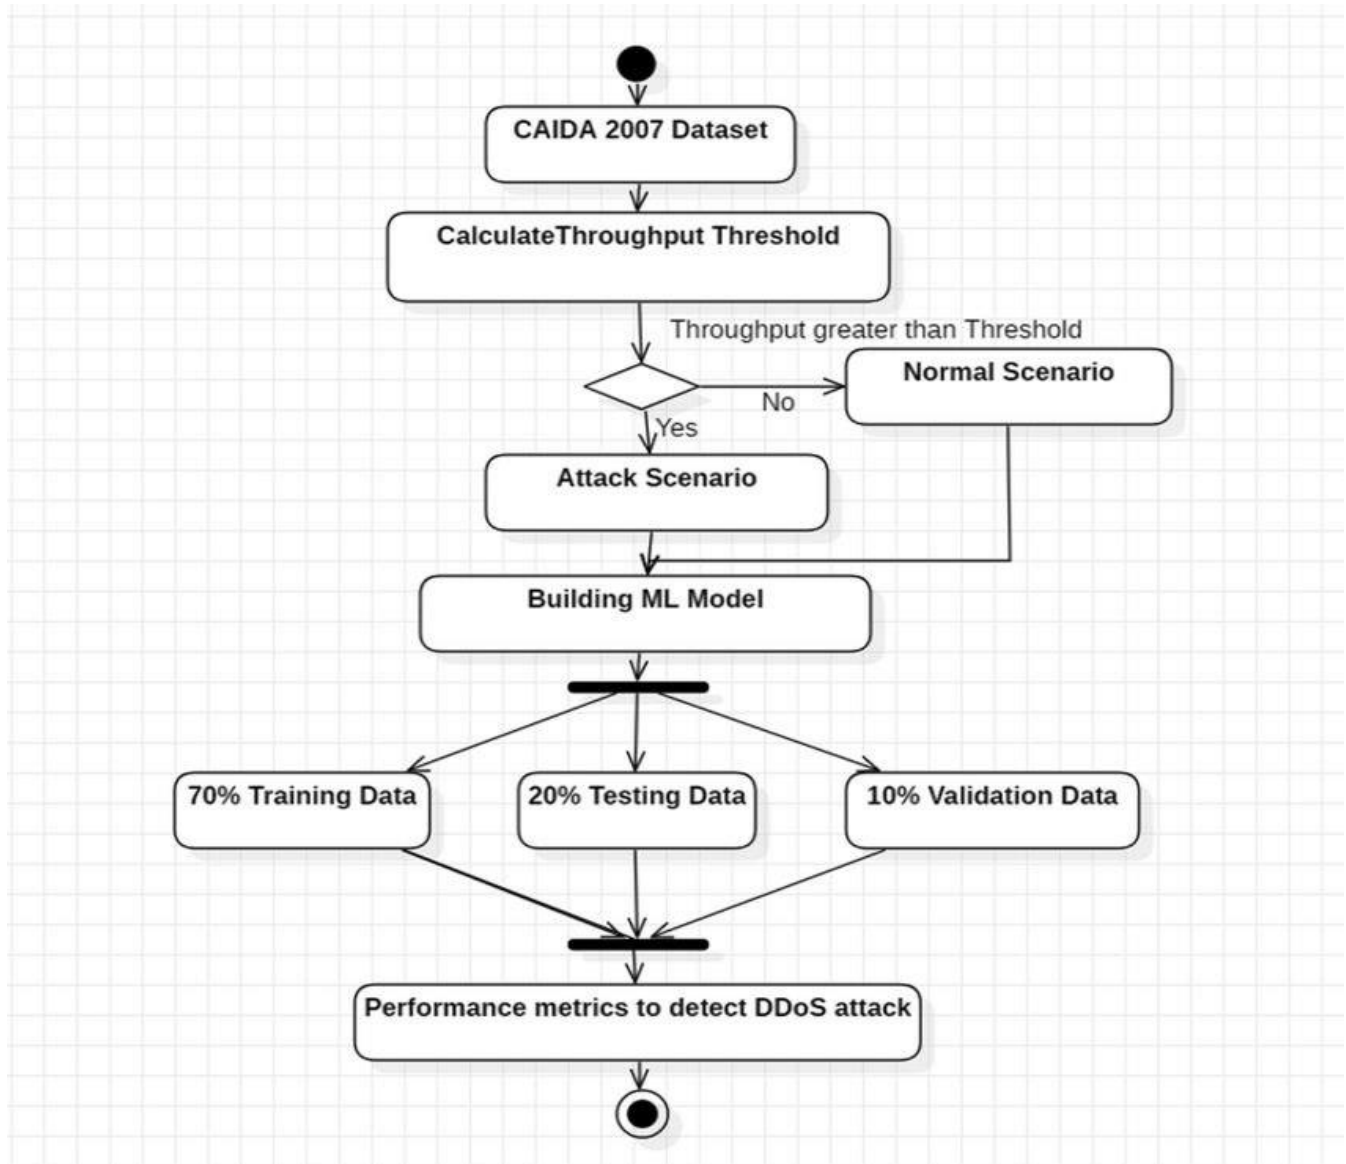 CAIDA 2007 Dataset
CalculateThroughput Threshold
Throughput greater than Threshold
Normal Scenario
No
Yes
Attack Scenario
Building ML Model
70% Training Data
20% Testing Data
10% Validation Data
Performance metrics to detect DDoS attack